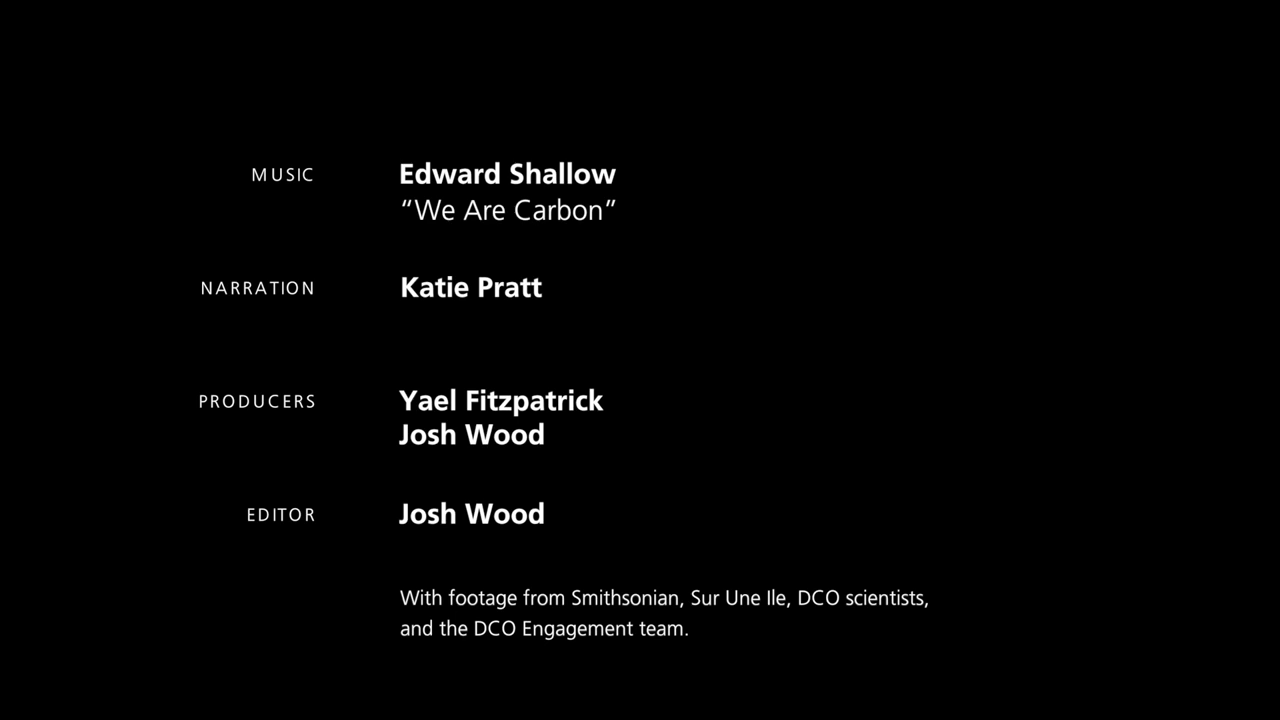 MUSIC Edward Shallow
“We Are Carbon”
NARRATION Katie Pratt
PRODUCERS Yael Fitzpatrick
Josh Wood
EDITOR Josh Wood
With footage from Smithsonian, Sur Une Ile, DCO scientists,
and the DCO Engagement team.